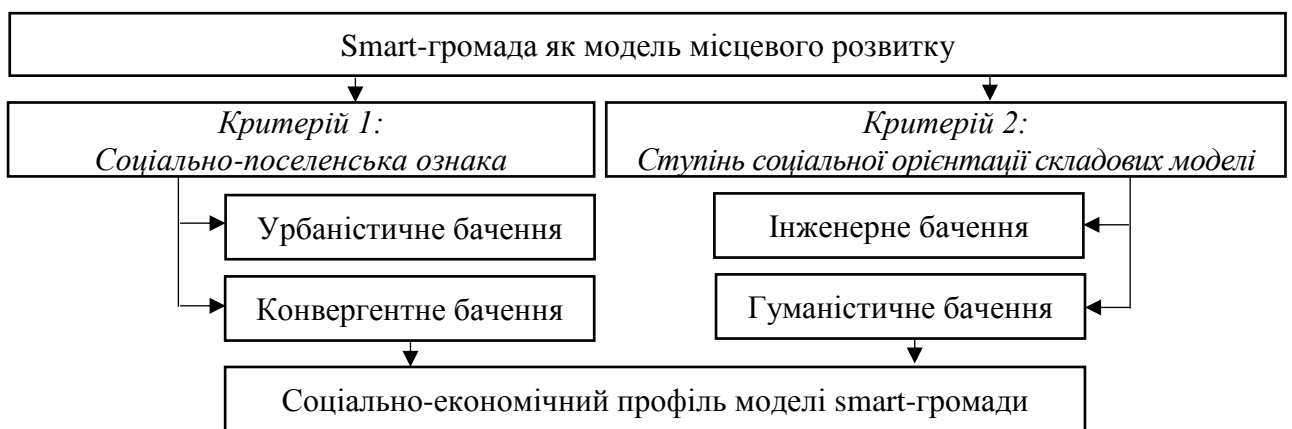 Smart-громада як модель місцевого розвитку
Критерій 1:
Соціально-поселенська ознака
Критерій 2:
Ступінь соціальної орієнтації складових моделі
Урбаністичне бачення
Інженерне бачення
Конвергентне бачення
Гуманістичне бачення
Соціально-економічний профіль моделі smart-громади